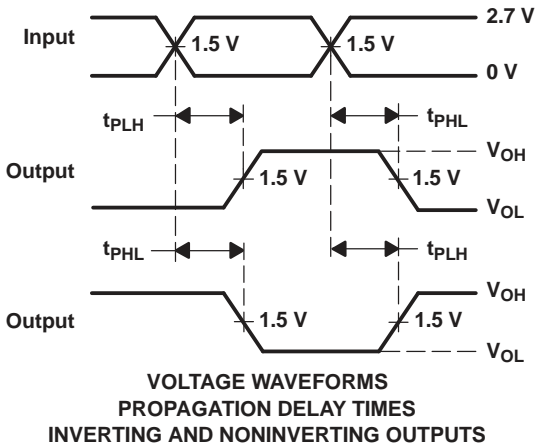 2.7 V
Input
1.5 V
1.5 V
0 V
tPLH
tPHL
VOH
Output
1.5 V
1.5 V
VOL
tPHL
tPLH
VOH
Output
1.5 V
1.5 V
VOL
VOLTAGE WAVEFORMS
PROPAGATION DELAY TIMES
INVERTING AND NONINVERTING OUTPUTS